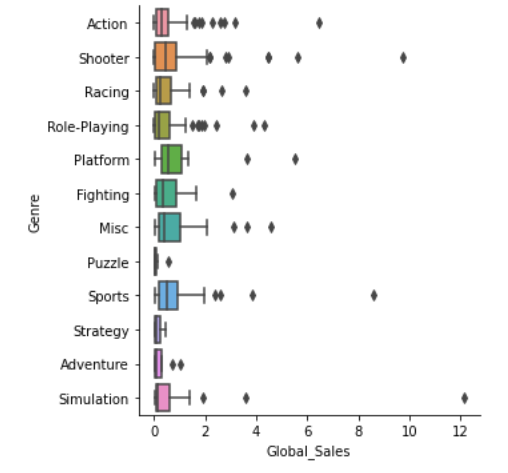 Genre
Action
Shooter
Racing
Role-Playing
Platform
Fighting
Misc
Puzzle
Sports
Strategy
Adventure
Simulation
0 2 4 6 8 10 12
Global_Sales